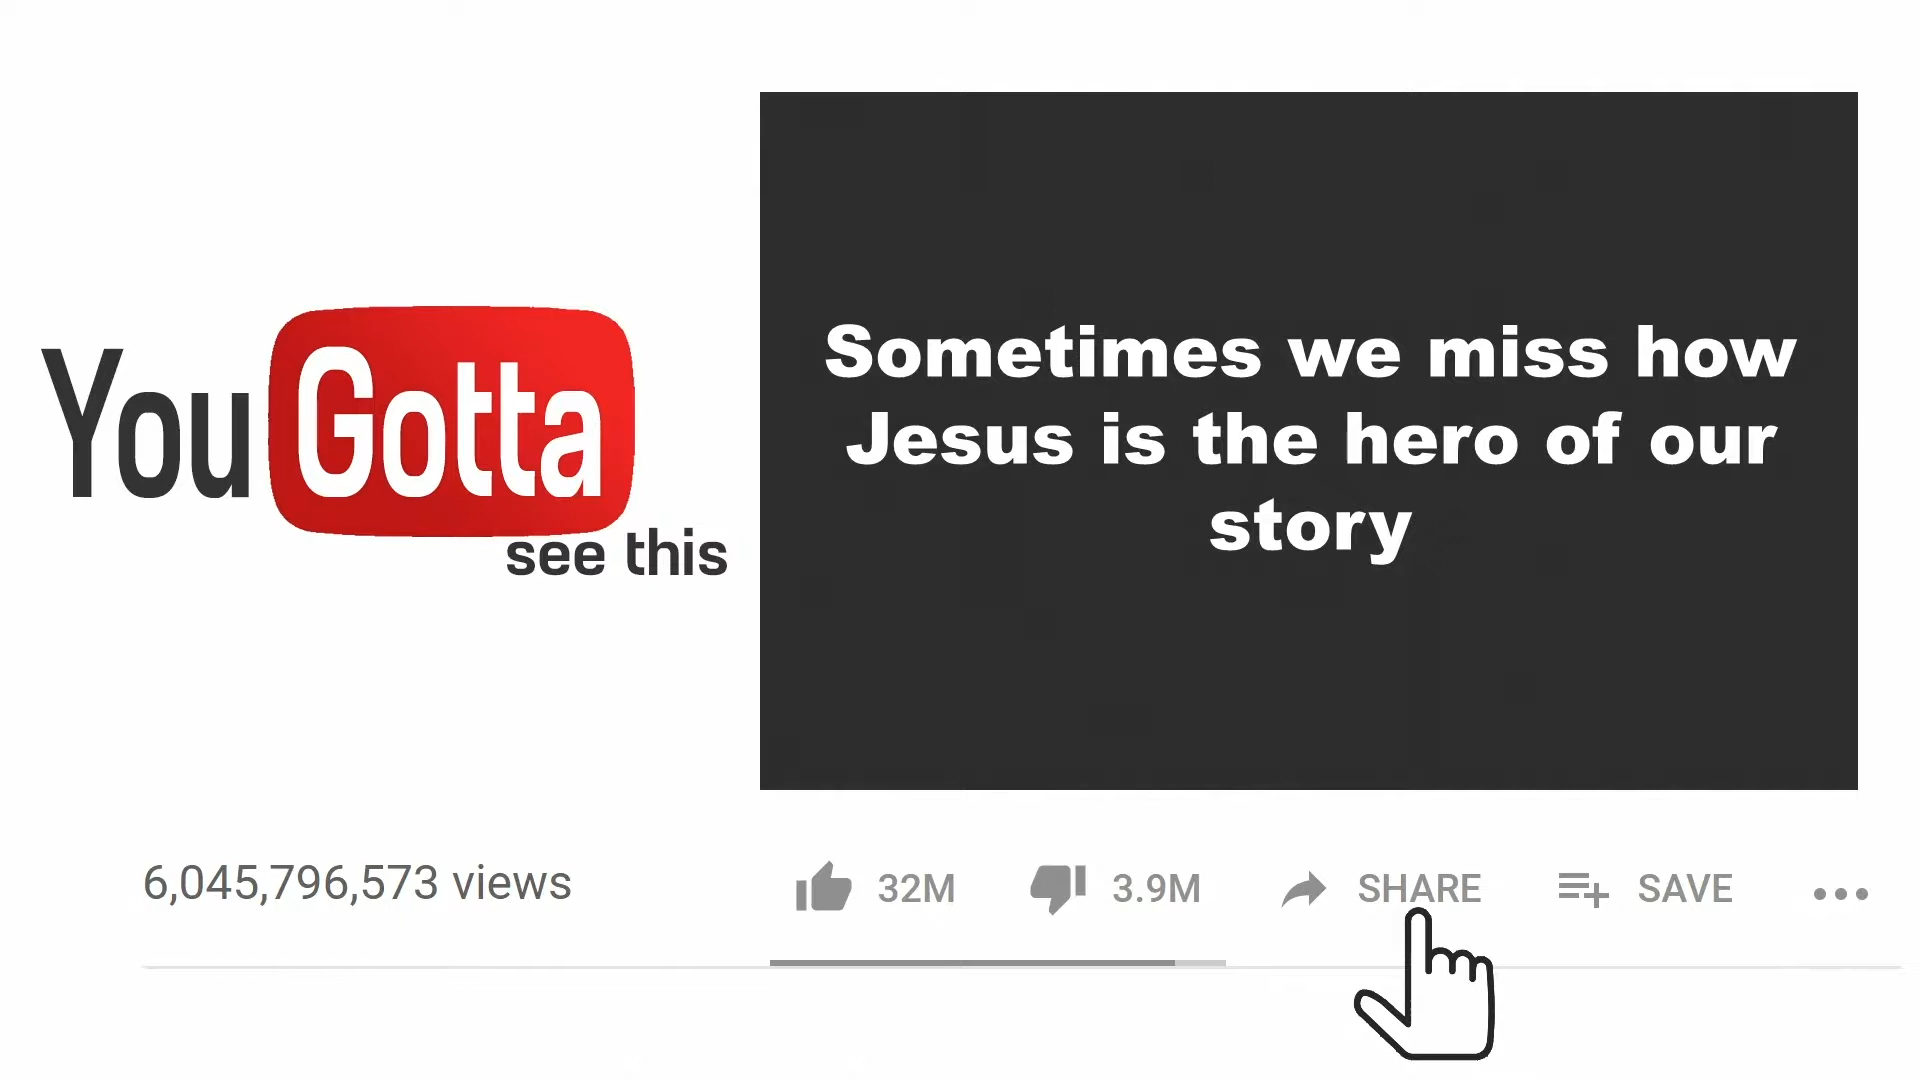 You Gotta
see this
Sometimes we miss how
Jesus is the hero of our
story
6,045,796,573 views
32M
3.9M
SHARE
SAVE